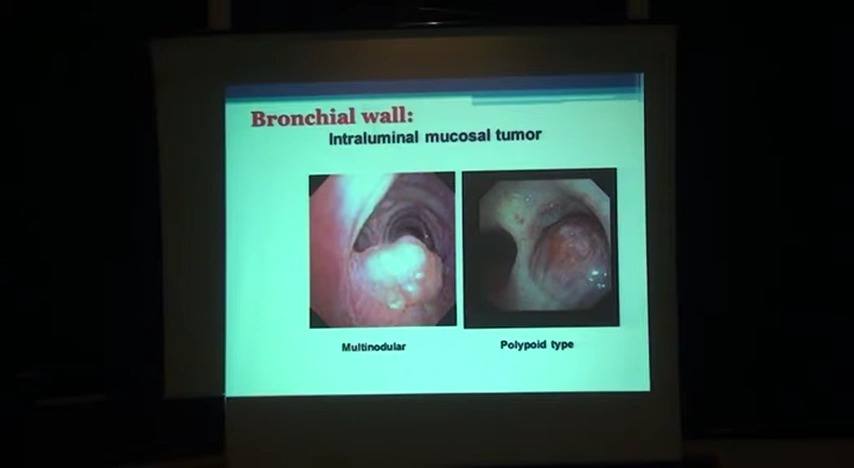 Bronchial wall:
Intraluminal mucosal tumor
Multinodular
Polypoid type